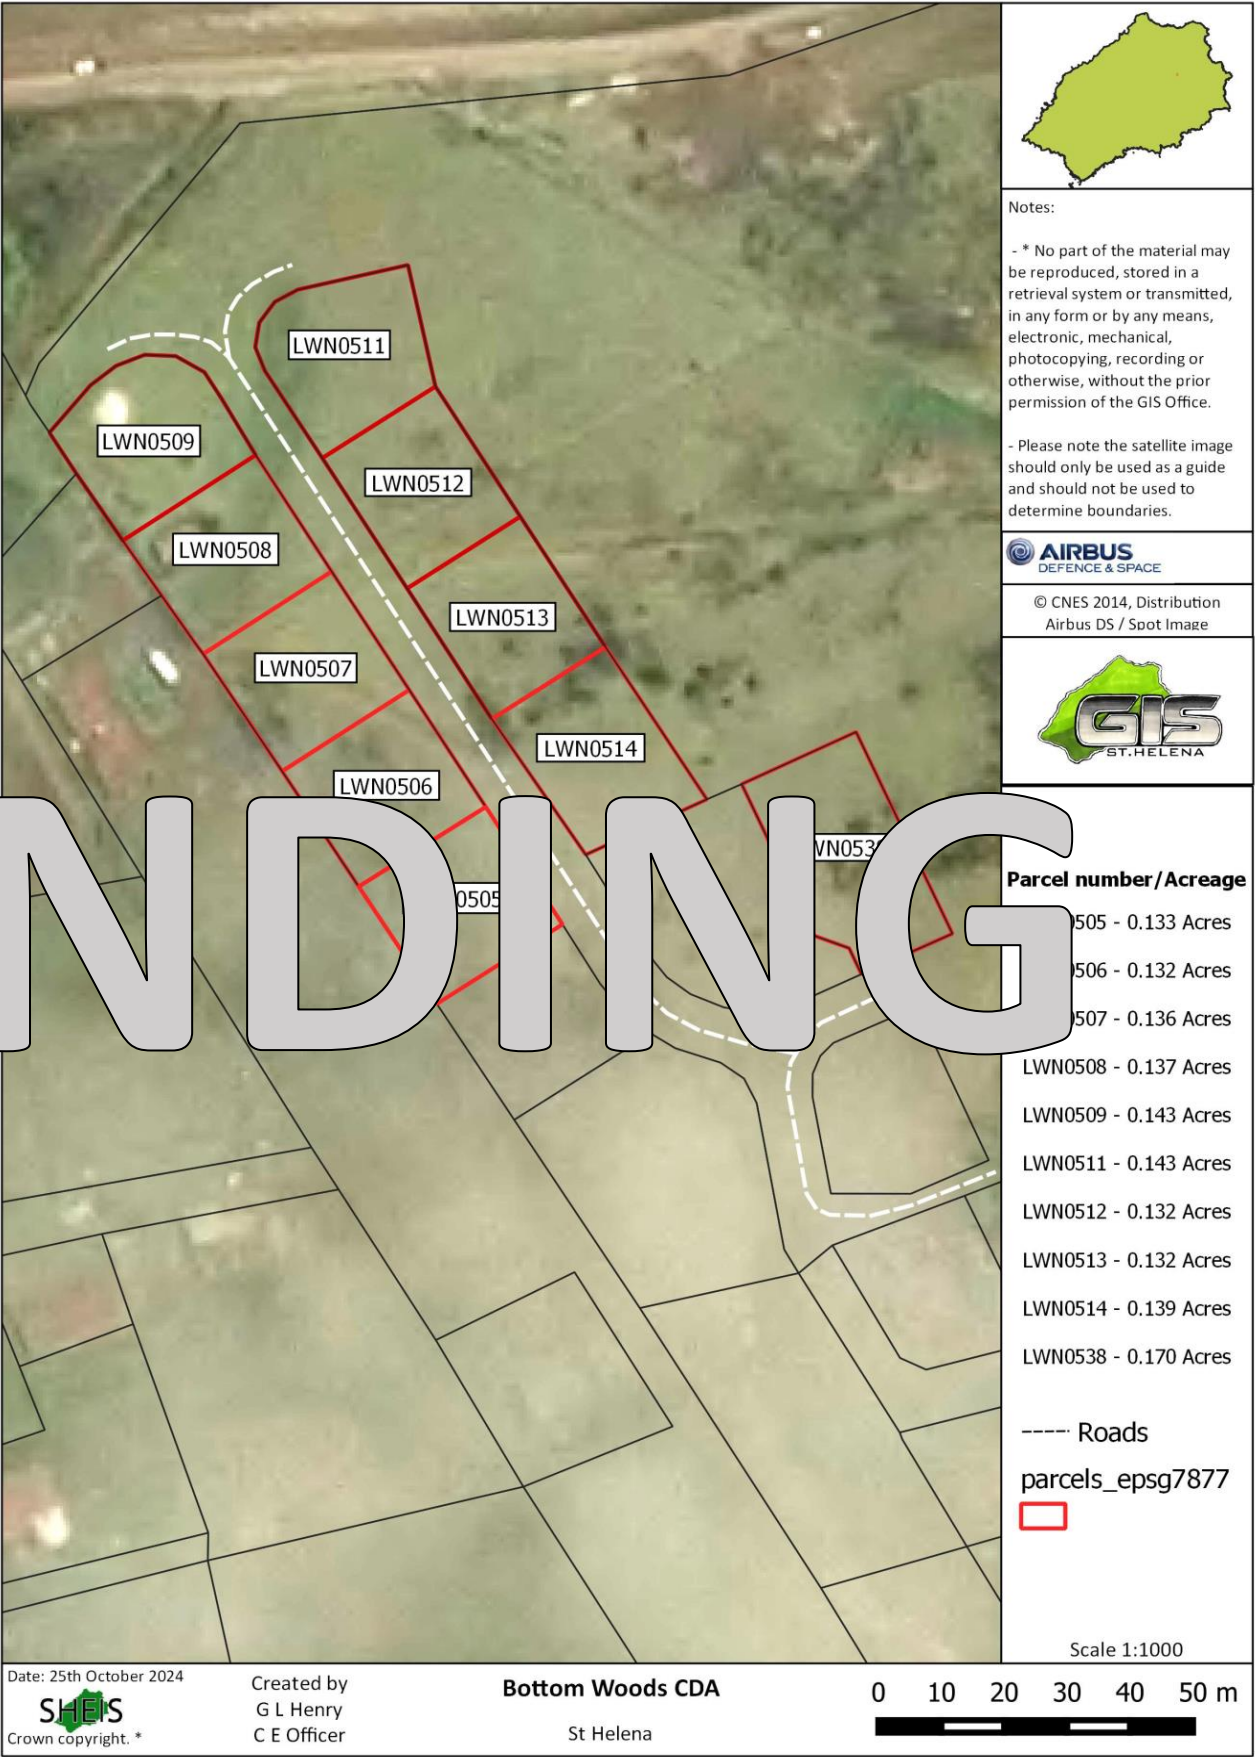 LWN0511
LWN0509
LWN0512
LWN0508
LWN0513
LWN0507
LWN0514
LWN0506
WN053
0505
NDING
Notes:
- * No part of the material may
be reproduced, stored in a
retrieval system or transmitted,
in any form or by any means,
electronic, mechanical,
photocopying, recording or
otherwise, without the prior
permission of the GIS Office.
- Please note the satellite image
should only be used as a guide
and should not be used to
determine boundaries.
AIRBUS
DEFENCE & SPACE
© CNES 2014, Distribution
Airbus DS / Spot Image
GIS
ST.HELENA
Parcel number/Acreage
0505 - 0.133 Acres
0506 - 0.132 Acres
0507 - 0.136 Acres
LWN0508 - 0.137 Acres
LWN0509 - 0.143 Acres
LWN0511 - 0.143 Acres
LWN0512 - 0.132 Acres
LWN0513 - 0.132 Acres
LWN0514 - 0.139 Acres
LWN0538 - 0.170 Acres
Roads
parcels_epsg7877
Scale 1:1000
Date: 25th October 2024
SHEIS
Crown copyright. *
Created by
G L Henry
C E Officer
Bottom Woods CDA
St Helena
0 10 20 30 40 50 m